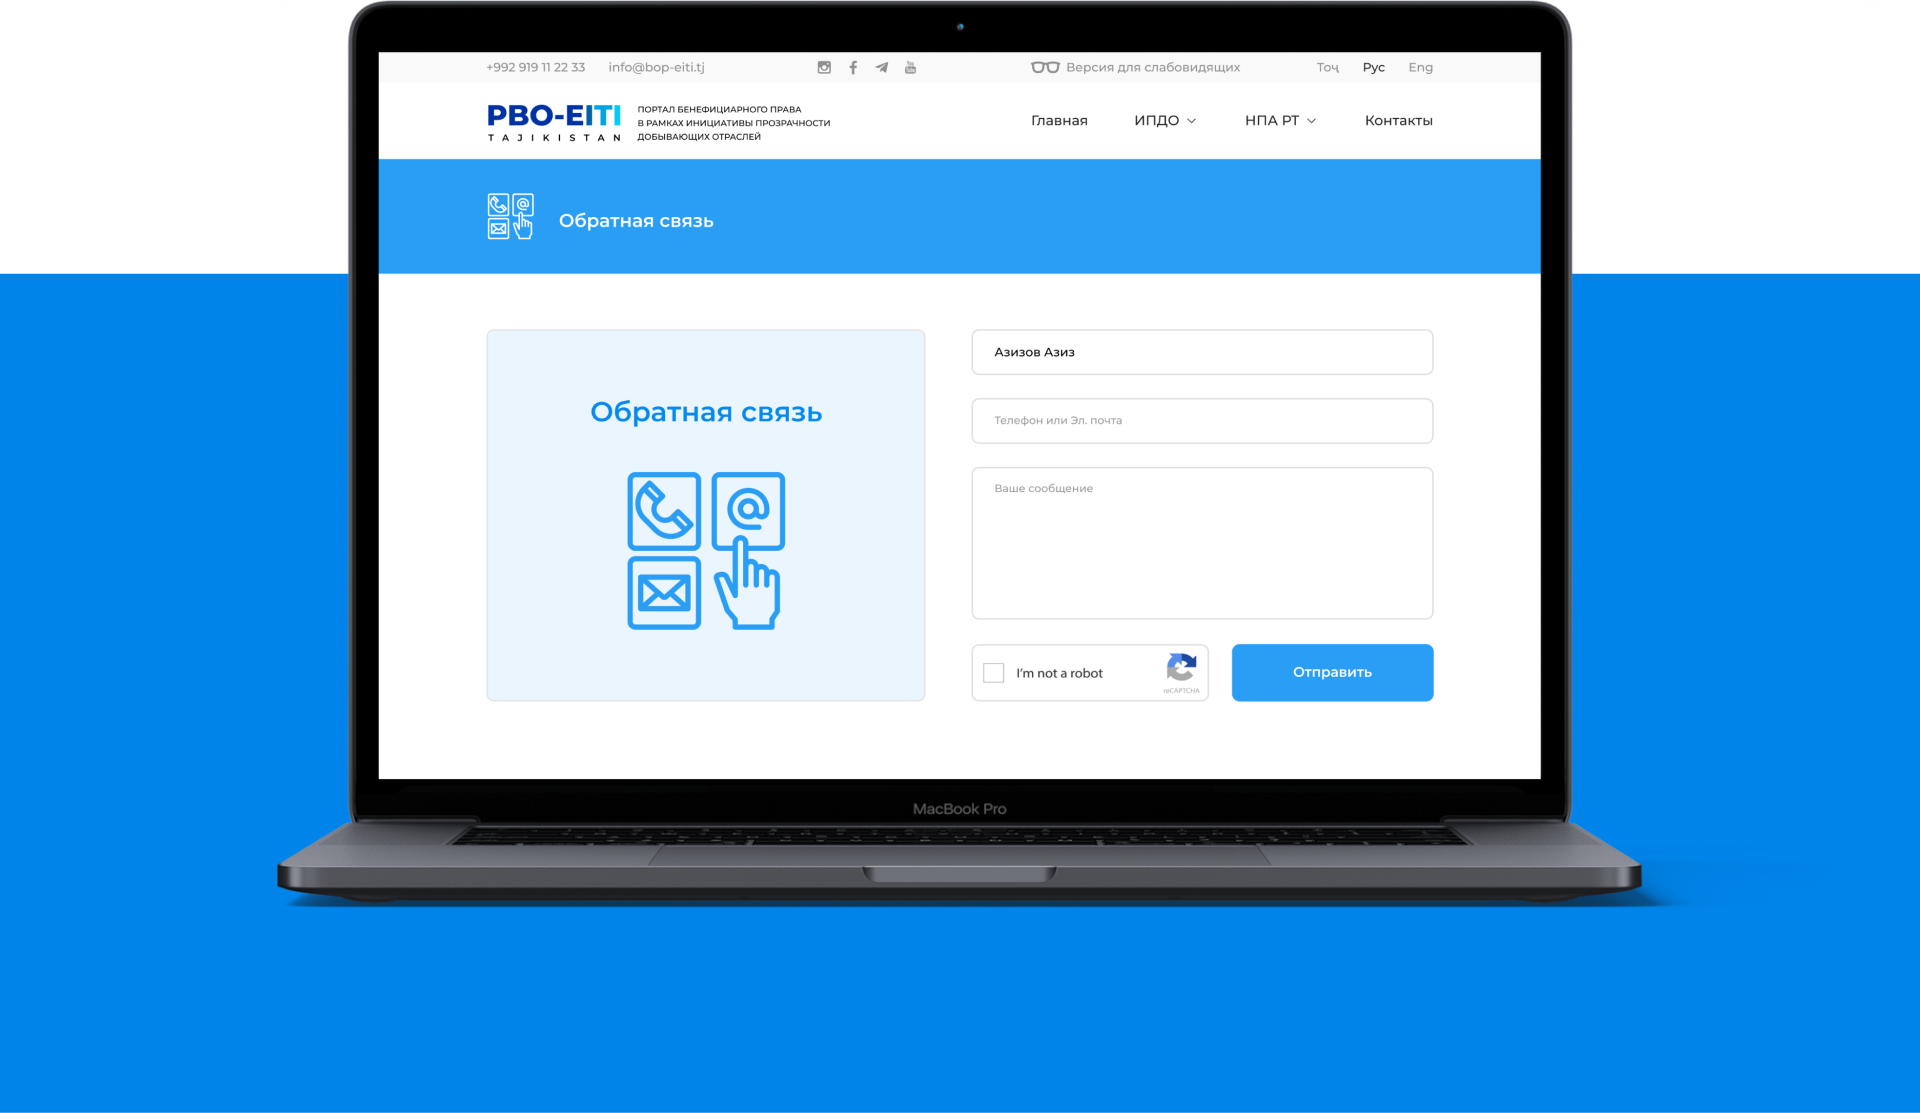 +992 919 11 22 33 info@bop-eiti.tj Версия для слабовидящих Тоҷ Рус Eng
PBO-EITI
TAJIKISTAN
ПОРТАЛ БЕНЕФИЦИАРНОГО ПРАВА
В РАМКАХ ИНИЦИАТИВЫ ПРОЗРАЧНОСТИ
ДОБЫВАЮЩИХ ОТРАСЛЕЙ
Главная ИПДО НПА РТ Контакты
Обратная связь
Обратная связь
Азизов Азиз
Телефон или Эл. почта
Ваше сообщение
I'm not a robot
reCAPTCHA
Отправить
MacBook Pro